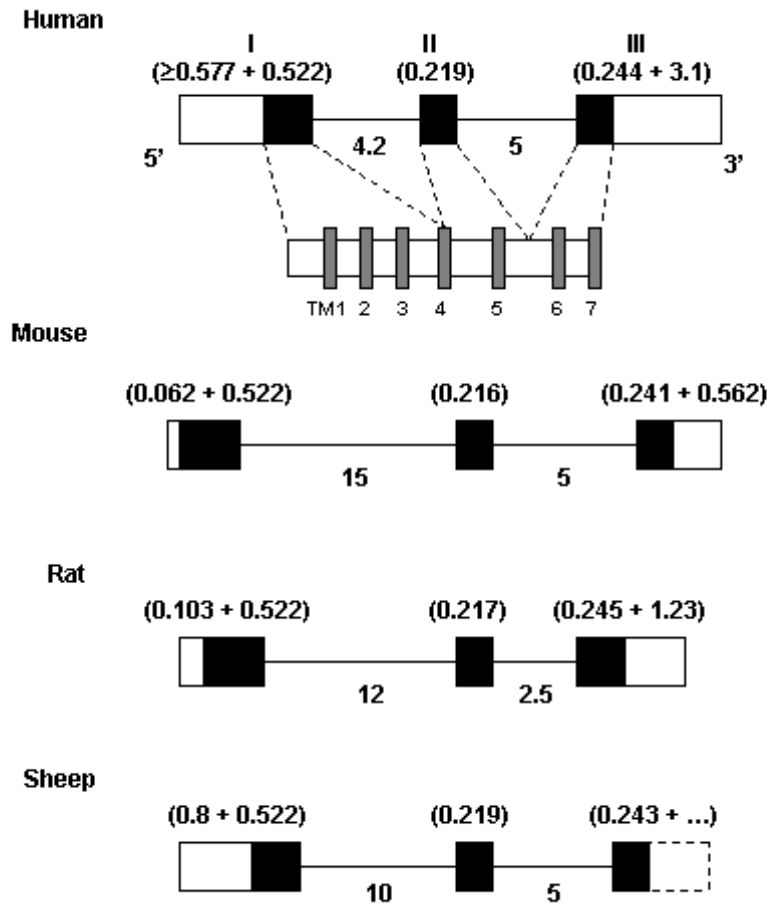 Human
I II III
(≥0.577 + 0.522) (0.219) (0.244 + 3.1)
4.2 5
5’ 3’
TM1 2 3 4 5 6 7
Mouse
(0.062 + 0.522) (0.216) (0.241 + 0.562)
15 5
Rat
(0.103 + 0.522) (0.217) (0.245 + 1.23)
12 2.5
Sheep
(0.8 + 0.522) (0.219) (0.243 + ...)
10 5